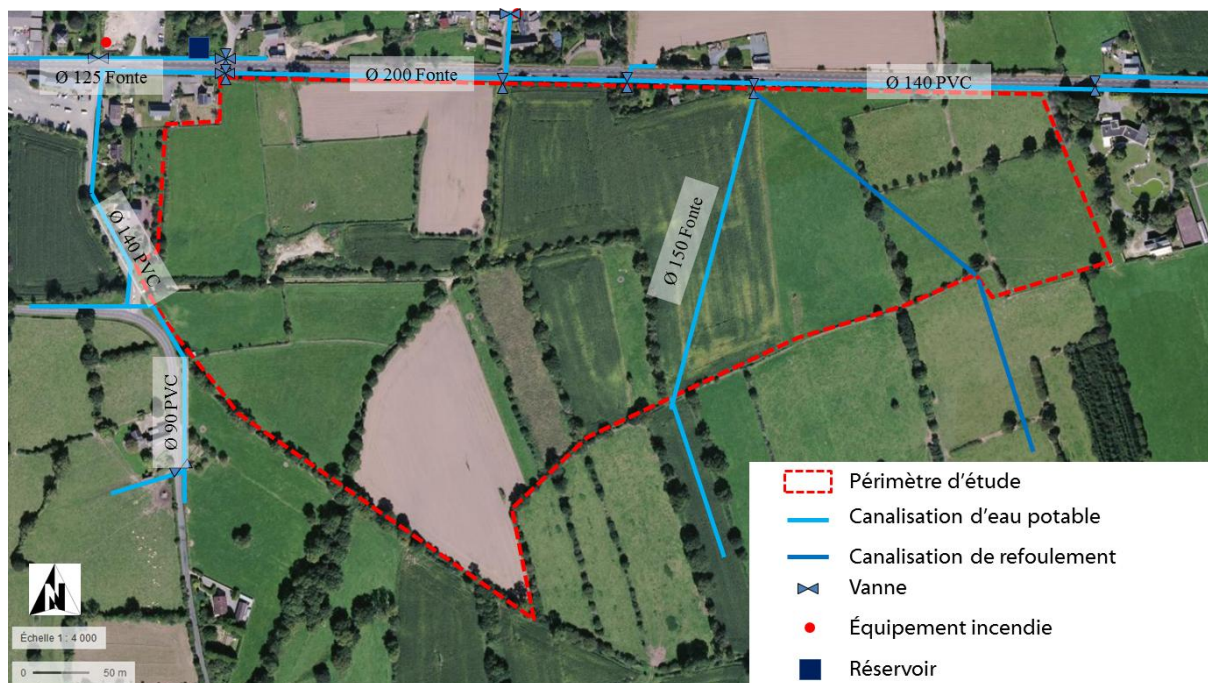 Ø 125 Fonte
Ø 200 Fonte
Ø 140 PVC
Ø 140 PVC
Ø 150 Fonte
Ø 90 PVC
Périmètre d’étude
Canalisation d’eau potable
Canalisation de refoulement
Vanne
Équipement incendie
Réservoir
N
Échelle 1 : 4 000
0 50 m